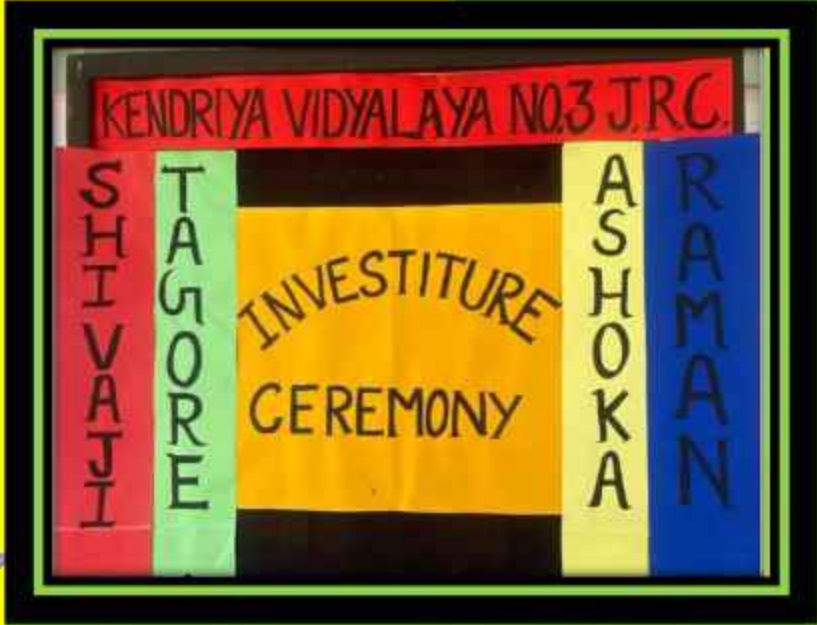 KENDRIYA VIDYALAYA NO.3 J.R.C.
SHIVAJI
TAGORE
INVESTITURE
CEREMONY
ASHOKA
RAMAN